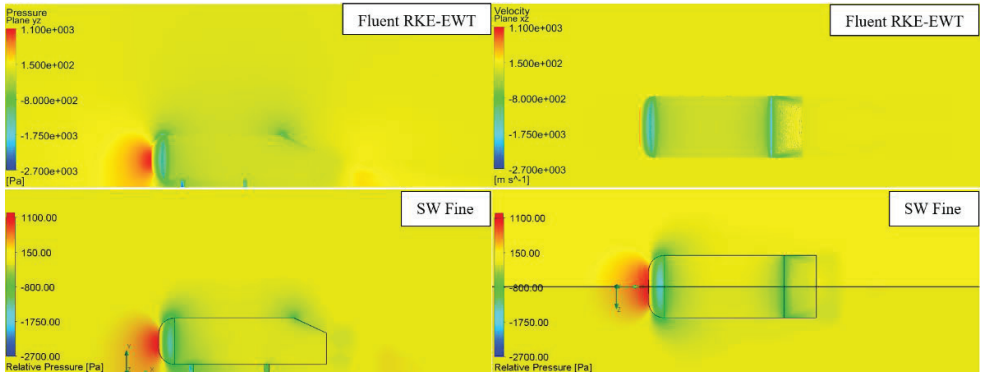 Pressure
Plane yz
1.100e+003
1.500e+002
-8.000e+002
-1.750e+003
-2.700e+003
[Pa]
Fluent RKE-EWT
Velocity
Plane xz
1.100e+003
1.500e+002
-8.000e+002
-1.750e+003
-2.700e+003
[m s^-1]
Fluent RKE-EWT
1100.00
150.00
-800.00
-1750.00
-2700.00
Relative Pressure [Pa]
Y
Z
X
SW Fine
1100.00
150.00
-800.00
-1750.00
-2700.00
Relative Pressure [Pa]
Z
SW Fine